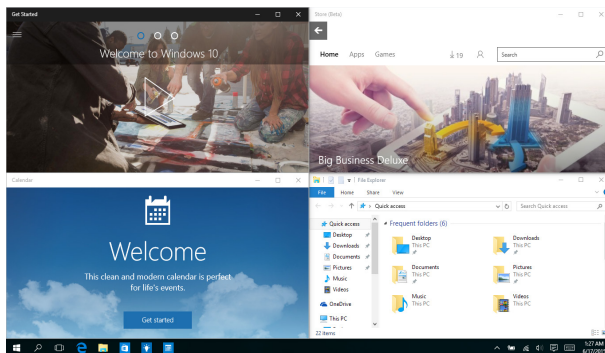 Get Started
Welcome to Windows 10
Store (Beta)
Home Apps Games
19
Search
Big Business Deluxe
Calendar
Welcome
This clean and modern calendar is perfect
for life's events.
Get started
File Explorer
File Home Share View
Quick access
Search Quick access
Quick access
Desktop
Downloads
Documents
Pictures
Music
Videos
OneDrive
This PC
22 items
Frequent folders (6)
Desktop
This PC
Downloads
This PC
Documents
This PC
Pictures
This PC
Music
This PC
Videos
This PC
1:27 AM